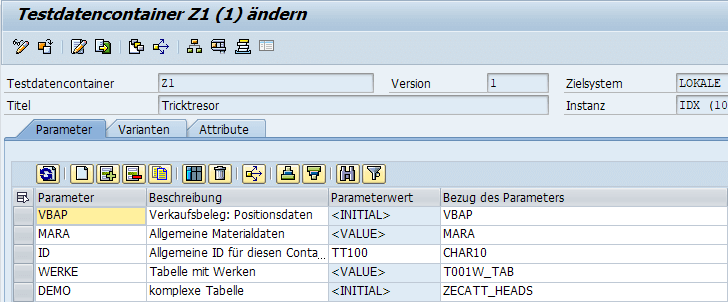 Testdatencontainer Z1 (1) ändern
Testdatencontainer Z1 Version 1 Zielsystem LOKALE
Titel Tricktresor Instanz IDX (10
Parameter Varianten Attribute
Parameter Beschreibung Parameterwert Bezug des Parameters
VBAP Verkaufsbeleg: Positionsdaten <INITIAL> VBAP
MARA Allgemeine Materialdaten <VALUE> MARA
ID Allgemeine ID für diesen Conta... TT100 CHAR10
WERKE Tabelle mit Werken <VALUE> T001W_TAB
DEMO komplexe Tabelle <INITIAL> ZECATT_HEADS